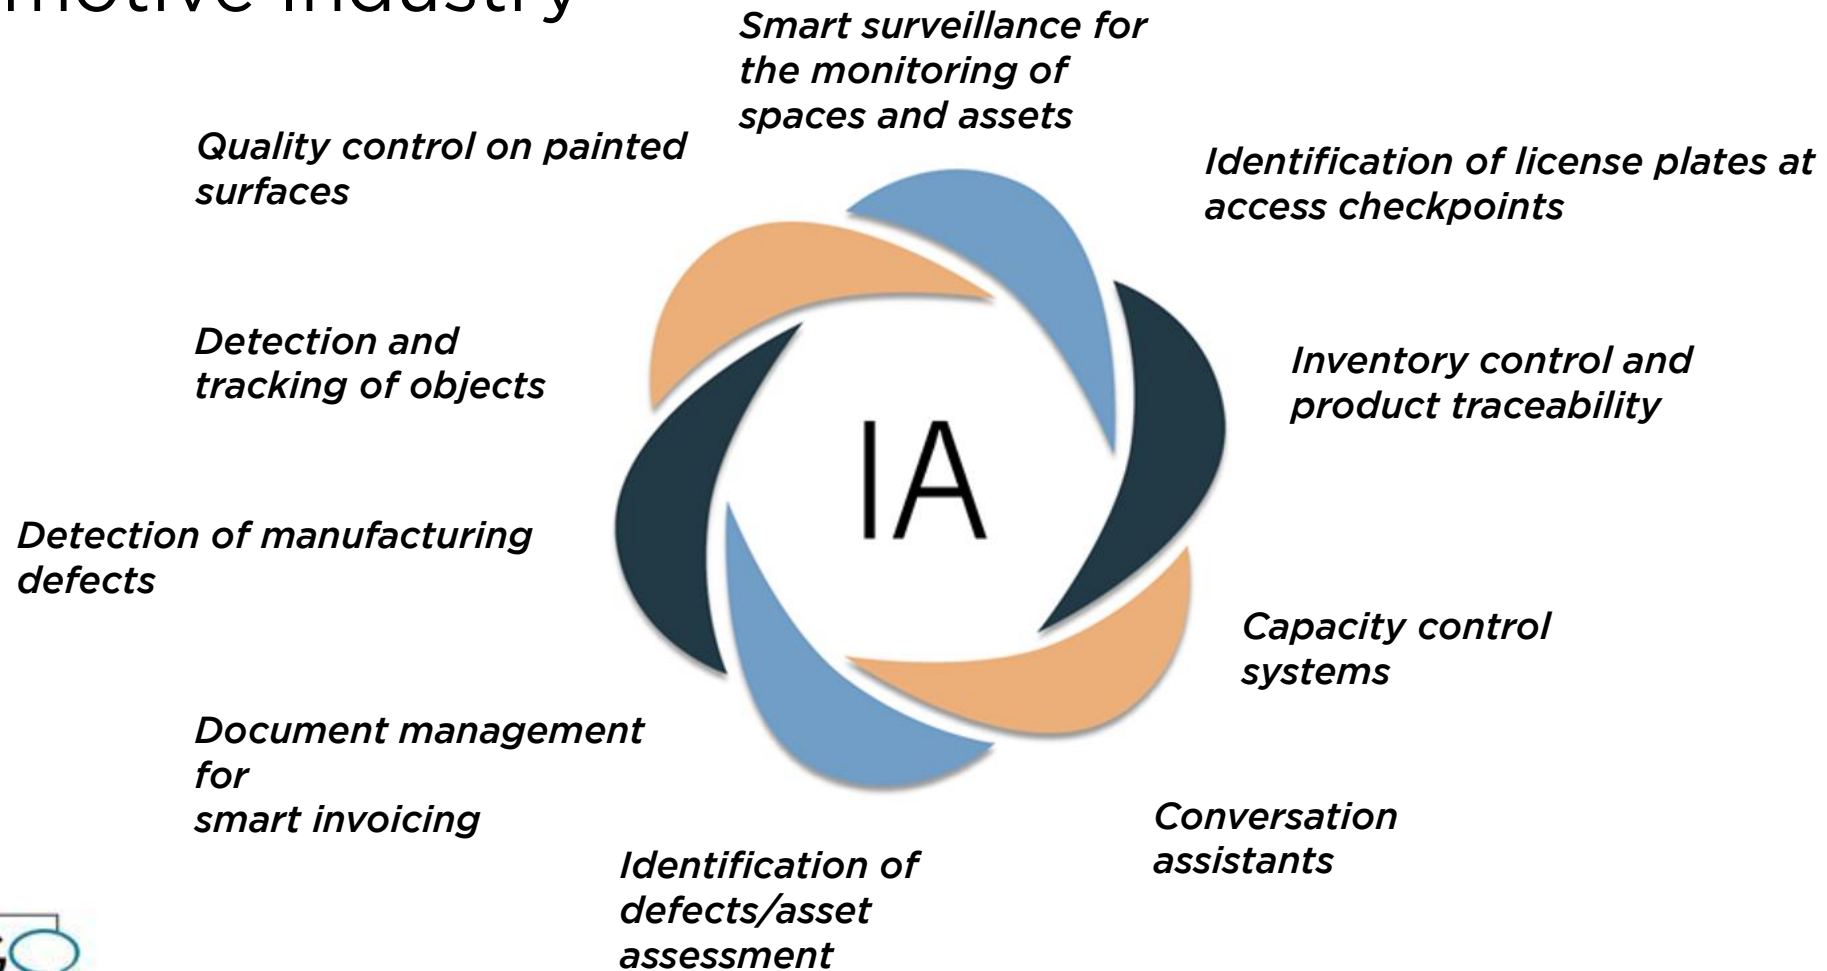 motive industry
Smart surveillance for
the monitoring of
spaces and assets
Quality control on painted
surfaces
Identification of license plates at
access checkpoints
Detection and
tracking of objects
Inventory control and
product traceability
IA
Detection of manufacturing
defects
Capacity control
systems
Document management
for
smart invoicing
Conversation
assistants
Identification of
defects/asset
assessment